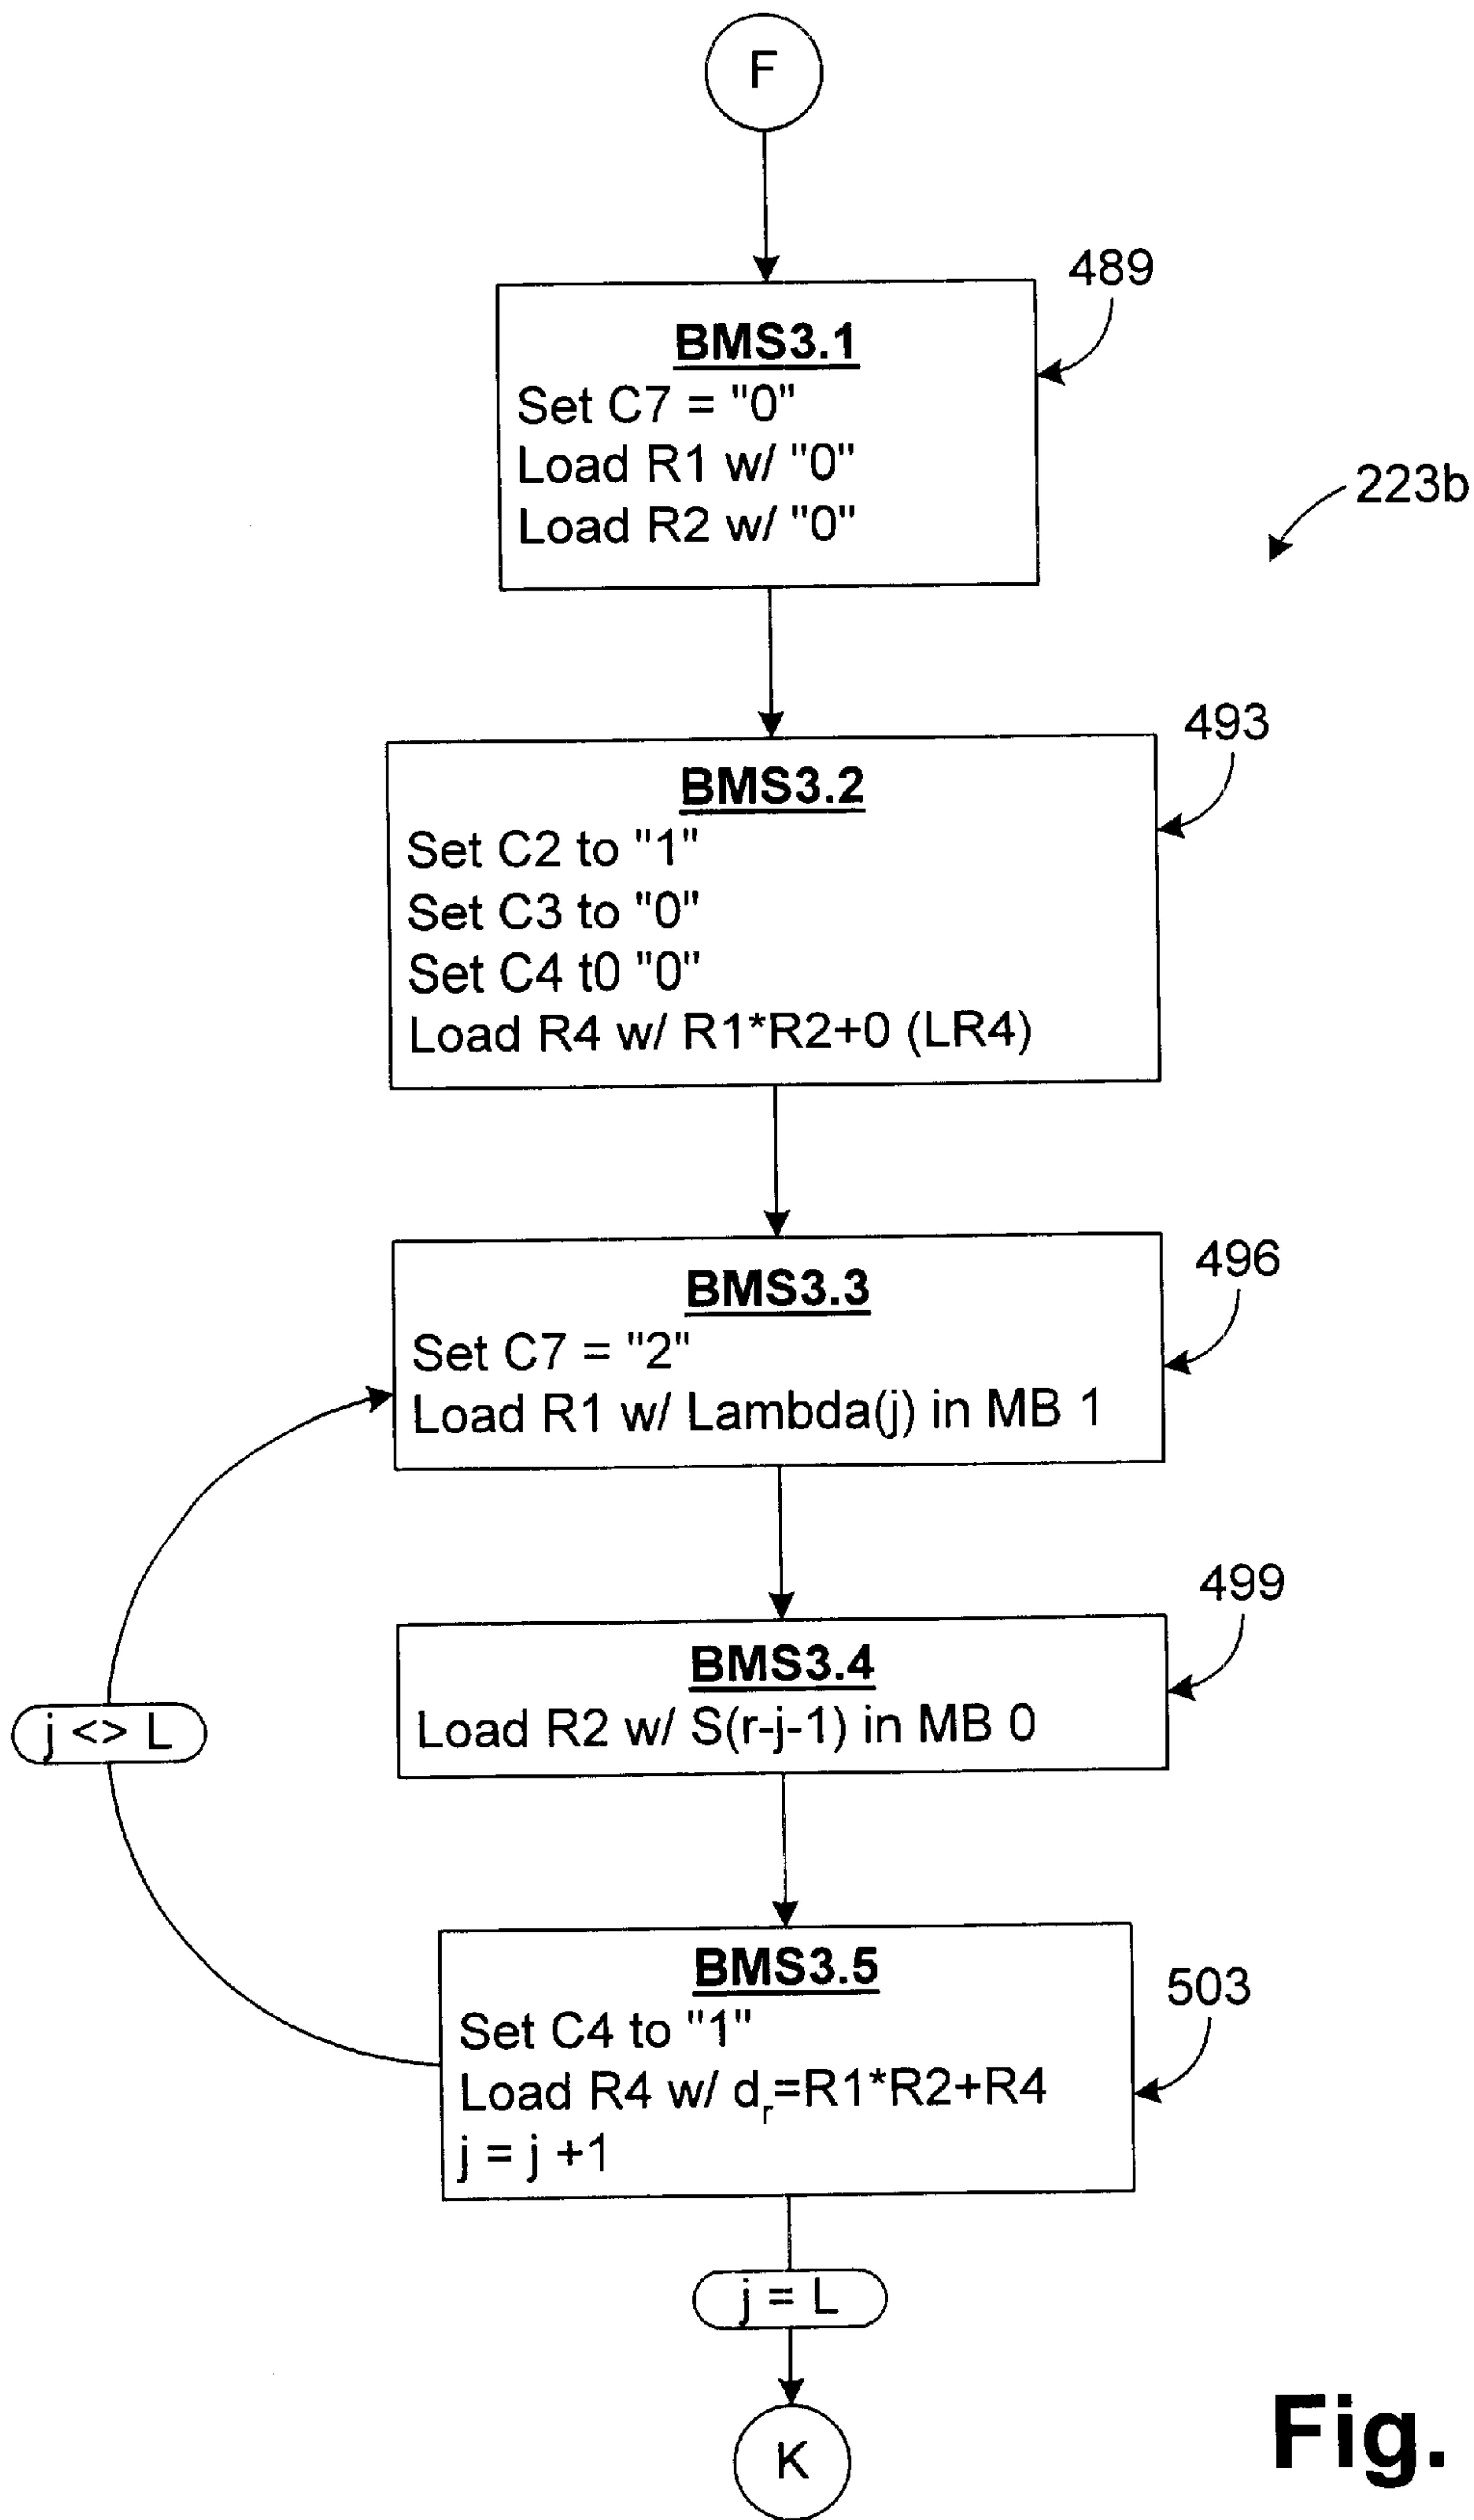 F
489
BMS3.1
Set C7 = "0"
Load R1 w/ "0"
Load R2 w/ "0"
223b
493
BMS3.2
Set C2 to "1"
Set C3 to "0"
Set C4 t0 "0"
Load R4 w/ R1*R2+0 (LR4)
496
BMS3.3
Set C7 = "2"
Load R1 w/ Lambda(j) in MB 1
499
BMS3.4
Load R2 w/ S(r-j-1) in MB 0
j <> L
503
BMS3.5
Set C4 to "1"
Load R4 w/ dr=R1*R2+R4
j = j +1
j = L
K
Fig.